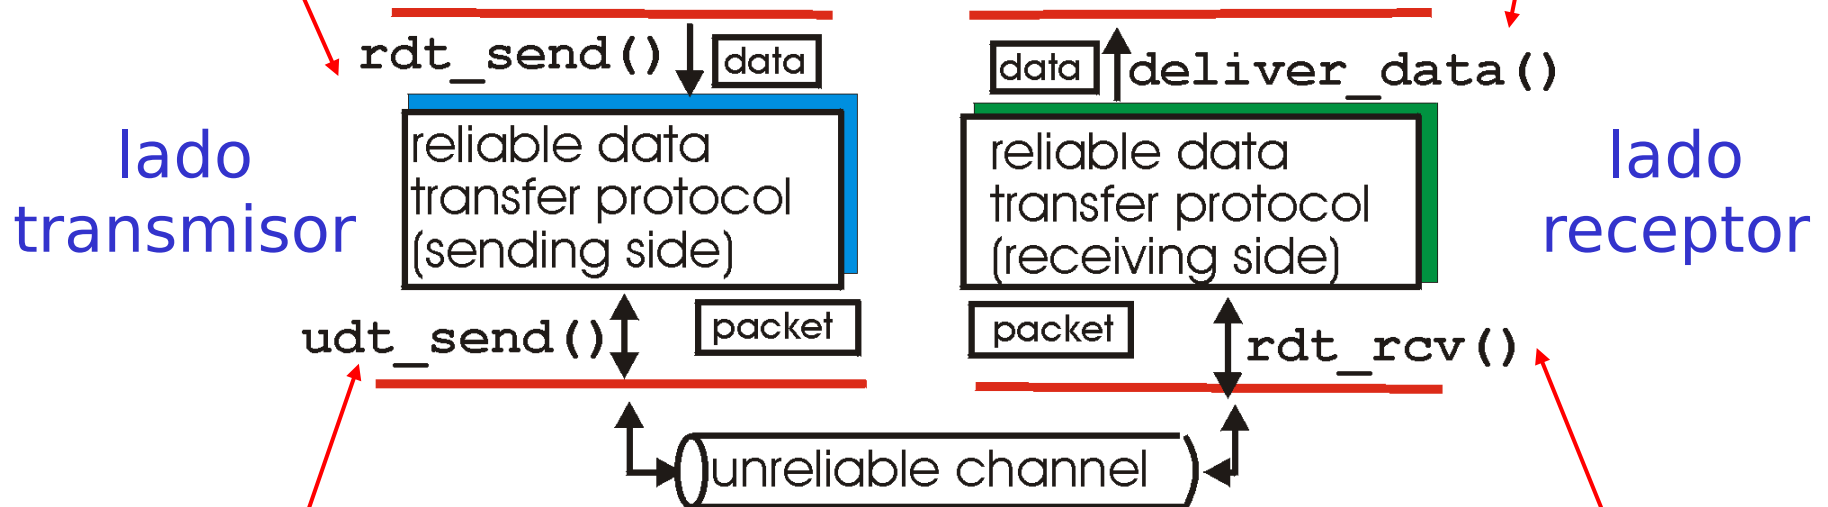 rdt_send()
data
data
deliver_data()
lado
transmisor
reliable data
transfer protocol
(sending side)
reliable data
transfer protocol
(receiving side)
lado
receptor
udt_send()
packet
packet
rdt_rcv()
unreliable channel